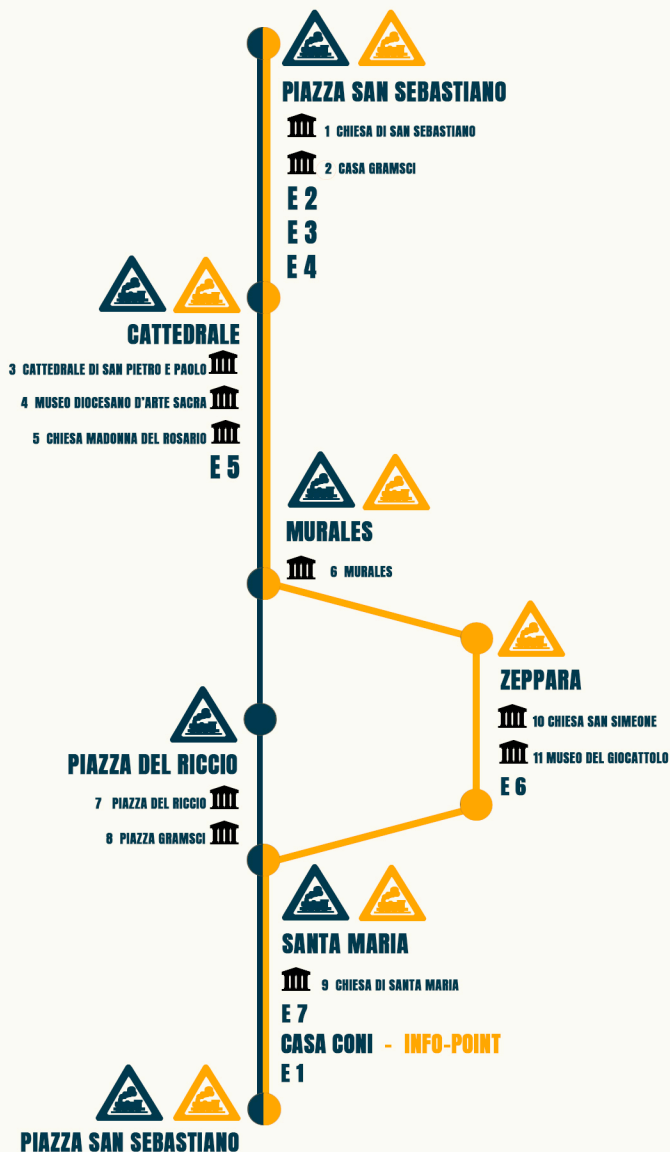 PIAZZA SAN SEBASTIANO
1 CHIESA DI SAN SEBASTIANO
2 CASA GRAMSCI
E 2
E 3
E 4
CATTEDRALE
3 CATTEDRALE DI SAN PIETRO E PAOLO
4 MUSEO DIOCESANO D'ARTE SACRA
5 CHIESA MADONNA DEL ROSARIO
E 5
MURALES
6 MURALES
ZEPPARA
10 CHIESA SAN SIMEONE
11 MUSEO DEL GIOCATTOLO
E 6
PIAZZA DEL RICCIO
7 PIAZZA DEL RICCIO
8 PIAZZA GRAMSCI
SANTA MARIA
9 CHIESA DI SANTA MARIA
E 7
CASA CONI - INFO-POINT
E 1
PIAZZA SAN SEBASTIANO